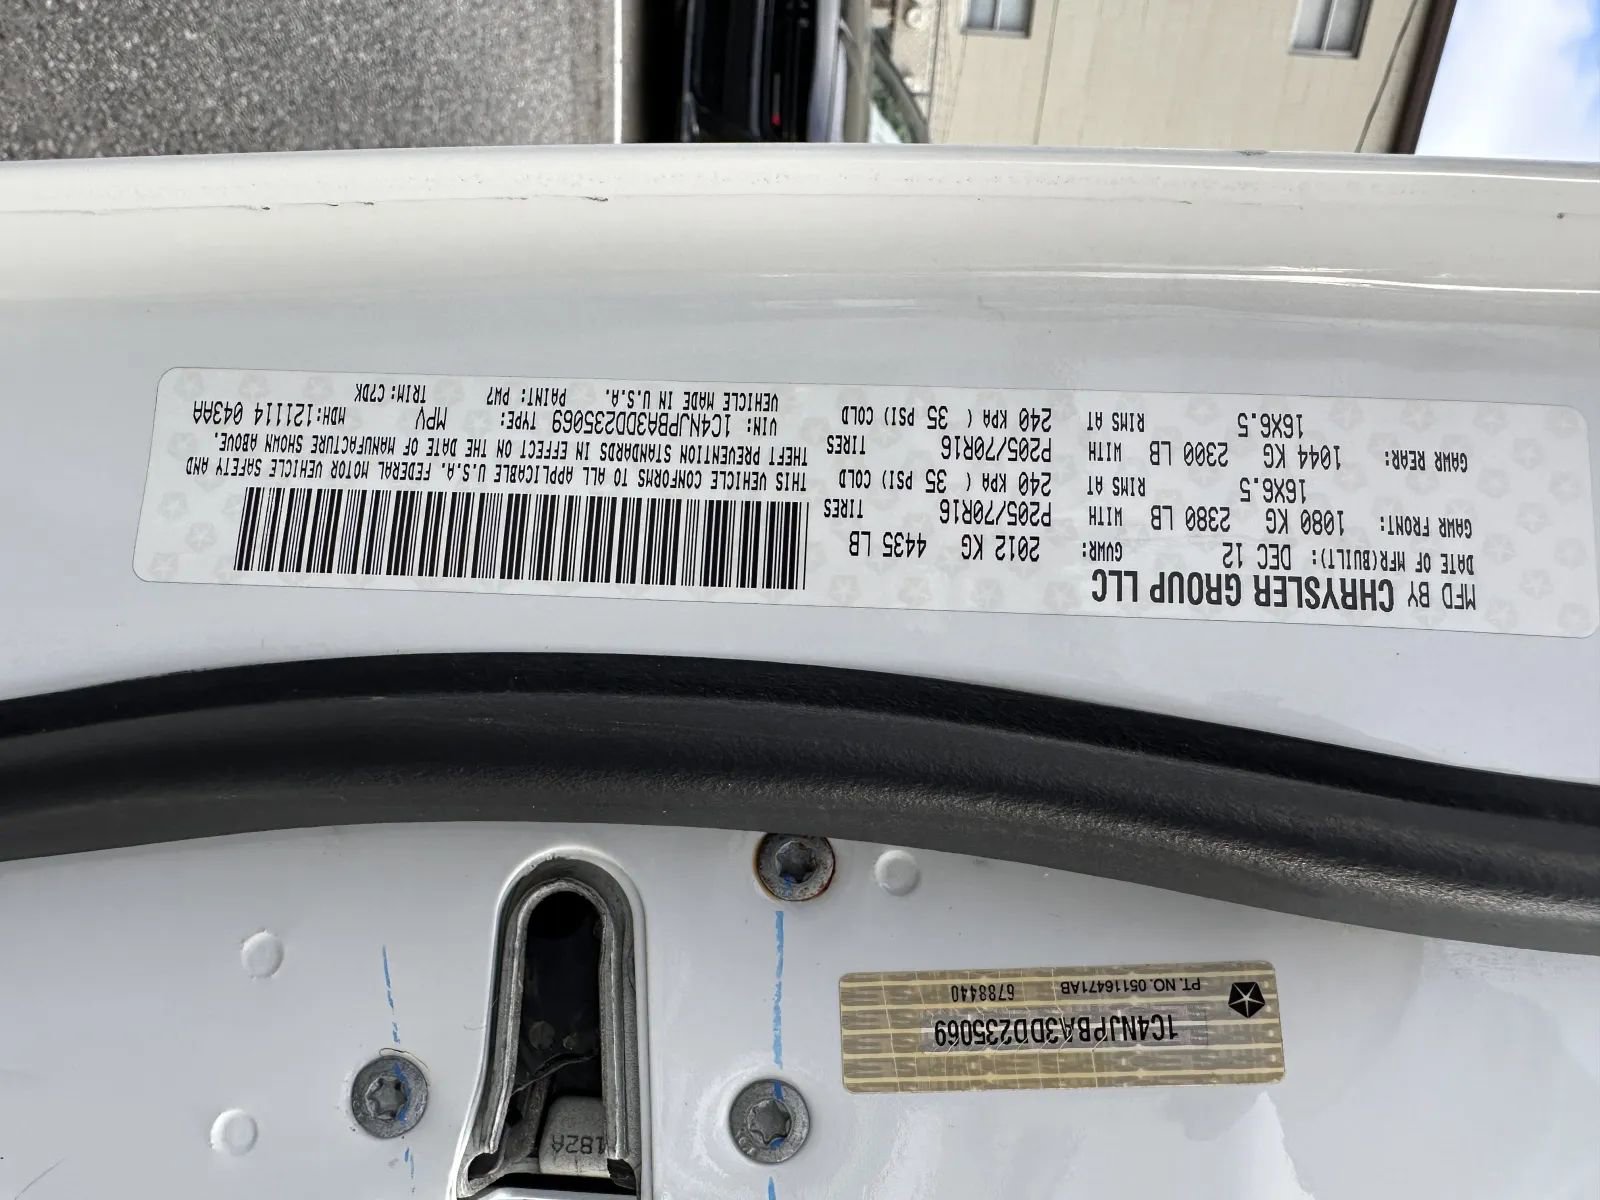 MFD BY CHRYSLER GROUP LLC
DATE OF MFR(BUILT): DEC 12 GVWR: 2012 KG 4435 LB
GAWR FRONT: 1080 KG 2380 LB WITH P205/70R16 TIRES
16X6.5 RIMS AT 240 KPA ( 35 PSI) COLD
GAWR REAR: 1044 KG 2300 LB WITH P205/70R16 TIRES
16X6.5 RIMS AT 240 KPA ( 35 PSI) COLD
THIS VEHICLE CONFORMS TO ALL APPLICABLE U.S.A. FEDERAL MOTOR VEHICLE SAFETY AND
THEFT PREVENTION STANDARDS IN EFFECT ON THE DATE OF MANUFACTURE SHOWN ABOVE.
VIN: 1C4NJPBA3DD235069 TYPE: MPV MDH:121114 043AA
VEHICLE MADE IN U.S.A. PAINT: PW7 TRIM: C7DK
1C4NJPBA3DD235069
PT. NO. 05116471AB 6788440
182A